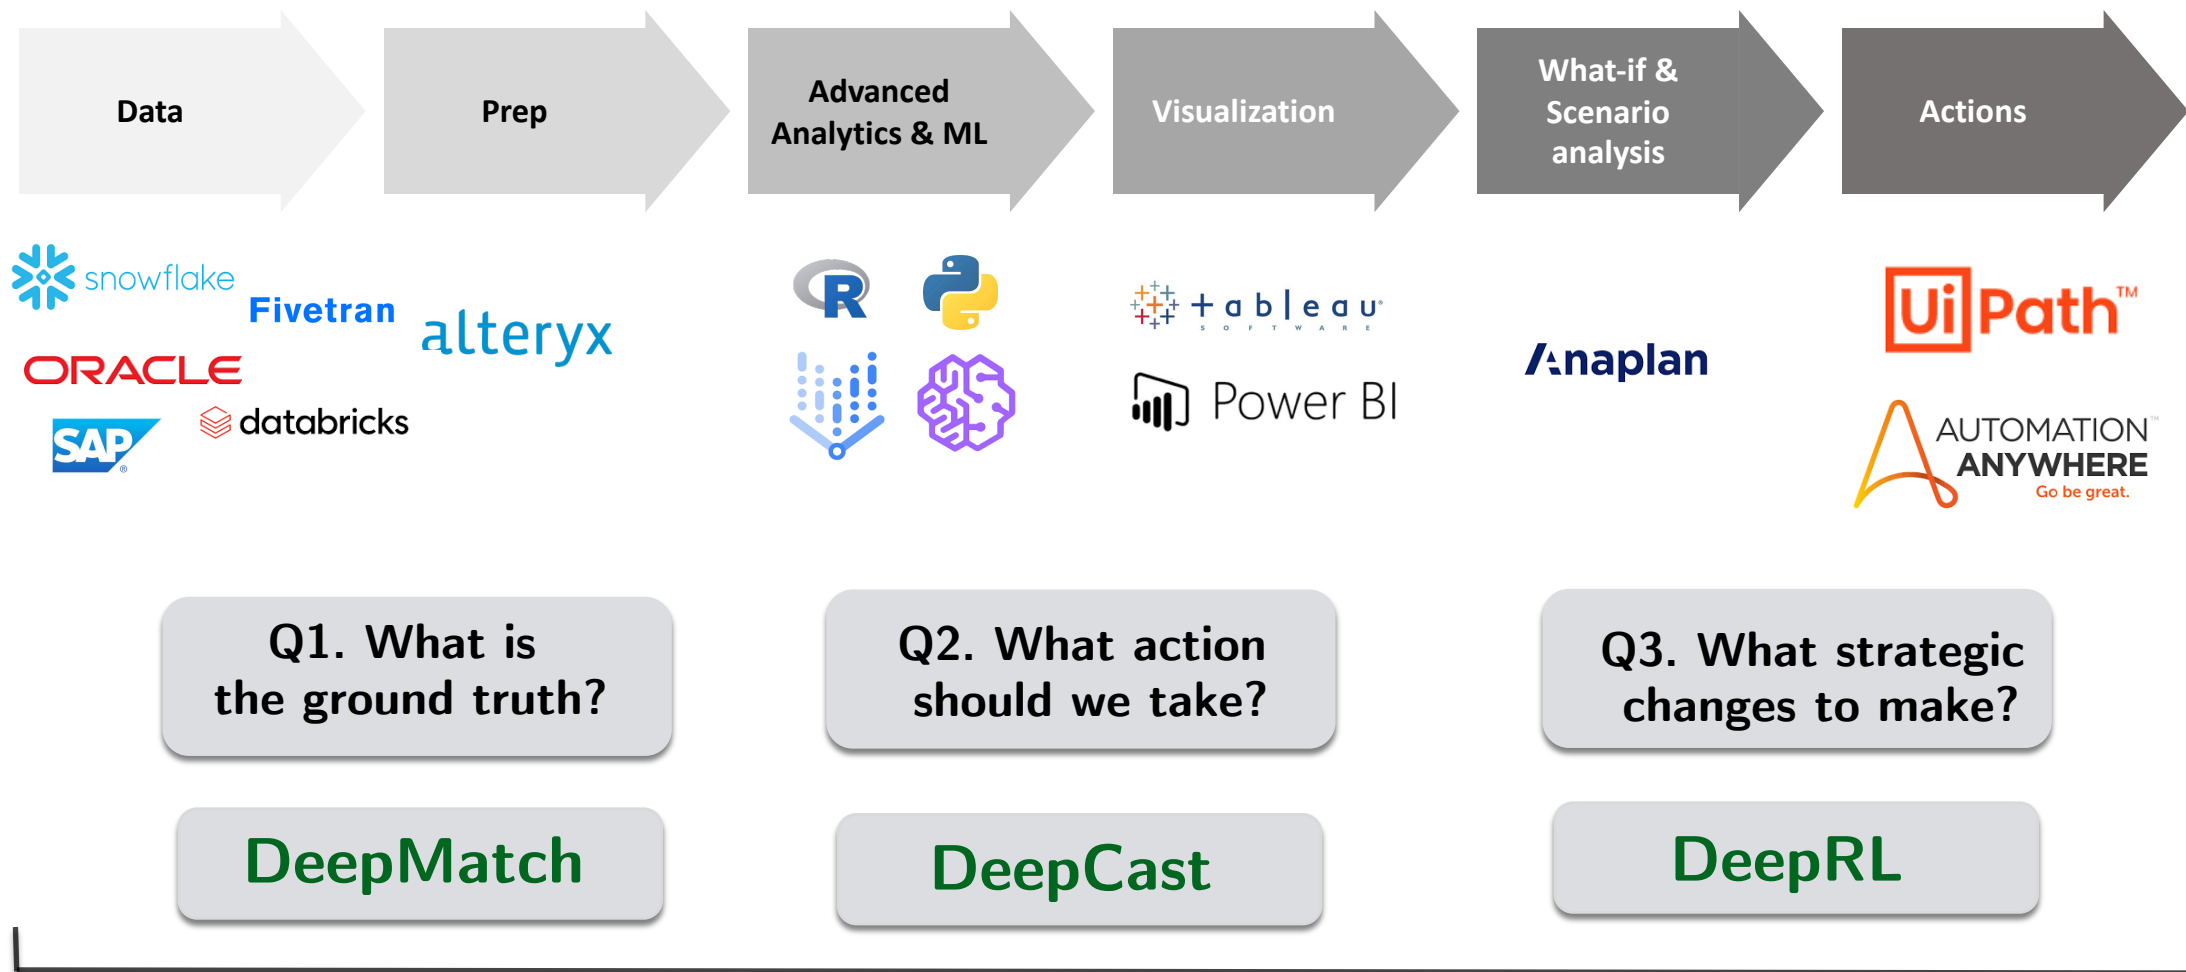 Data
Prep
Advanced
Analytics & ML
Visualization
What-if &
Scenario
analysis
Actions
snowflake
Fivetran
ORACLE
SAP®
databricks
alteryx
R
tableau®
SOFTWARE
Power BI
Anaplan
UiPath™
AUTOMATION™
ANYWHERE
Go be great.
Q1. What is
the ground truth?
Q2. What action
should we take?
Q3. What strategic
changes to make?
DeepMatch
DeepCast
DeepRL